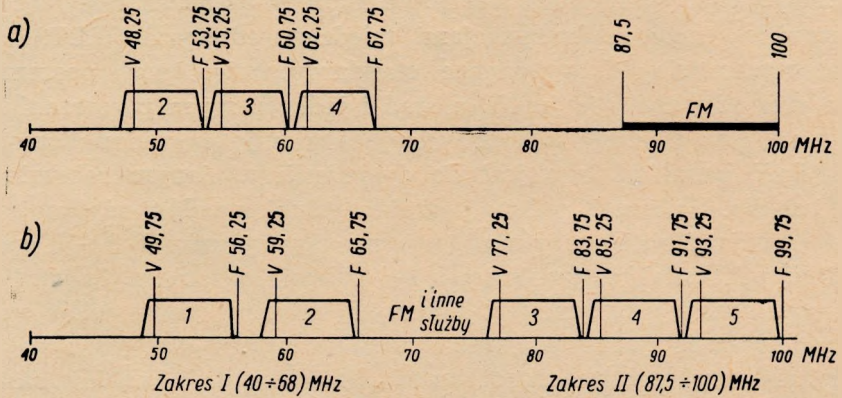 a)
V 48,25
F 53,75
V 55,25
F 60,75
V 62,25
F 67,75
87,5
100
2
3
4
FM
40
50
60
70
80
90
100 MHz
b)
V 49,75
F 56,25
V 59,25
F 65,75
V 77,25
F 83,75
V 85,25
F 91,75
V 93,25
F 99,75
1
2
FM i inne
służby
3
4
5
40
50
60
70
80
90
100 MHz
Zakres I (40÷68) MHz
Zakres II (87,5÷100) MHz